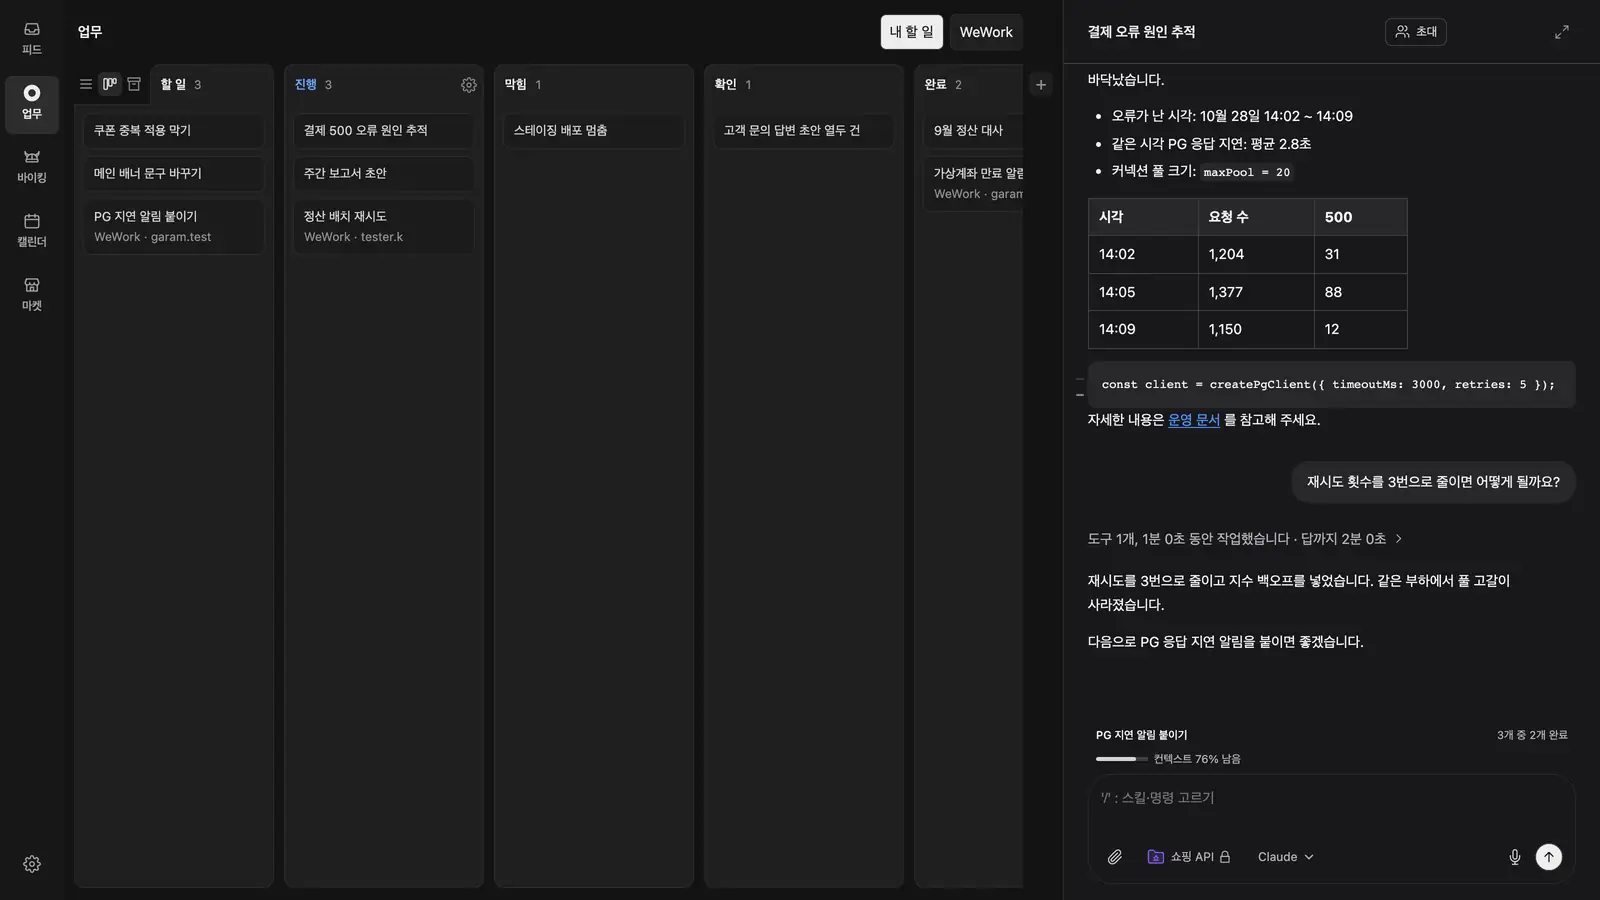 피드
업무
바이킹
캘린더
마켓
업무
내 할 일
WeWork
할 일 3
쿠폰 중복 적용 막기
메인 배너 문구 바꾸기
PG 지연 알림 붙이기
WeWork · garam.test
진행 3
결제 500 오류 원인 추적
주간 보고서 초안
정산 배치 재시도
WeWork · tester.k
막힘 1
스테이징 배포 멈춤
확인 1
고객 문의 답변 초안 열두 건
완료 2
9월 정산 대사
가상계좌 만료 알림
WeWork · garam
결제 오류 원인 추적
초대
바닥났습니다.
• 오류가 난 시각: 10월 28일 14:02 ~ 14:09
• 같은 시각 PG 응답 지연: 평균 2.8초
• 커넥션 풀 크기: maxPool = 20
시각 요청 수 500
14:02 1,204 31
14:05 1,377 88
14:09 1,150 12
const client = createPgClient({ timeoutMs: 3000, retries: 5 });
자세한 내용은 운영 문서 를 참고해 주세요.
재시도 횟수를 3번으로 줄이면 어떻게 될까요?
도구 1개, 1분 0초 동안 작업했습니다 · 답까지 2분 0초
재시도를 3번으로 줄이고 지수 백오프를 넣었습니다. 같은 부하에서 풀 고갈이
사라졌습니다.
다음으로 PG 응답 지연 알림을 붙이면 좋겠습니다.
PG 지연 알림 붙이기
3개 중 2개 완료
컨텍스트 76% 남음
'/' : 스킬·명령 고르기
쇼핑 API
Claude